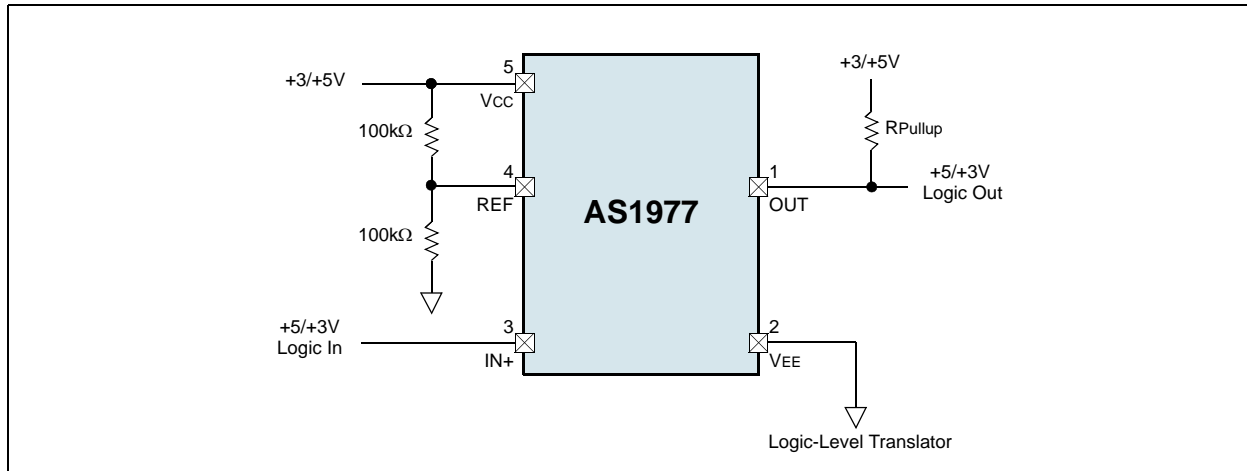 +3/+5V
5
VCC
100kΩ
4
REF
100kΩ
+5/+3V
Logic In
3
IN+
AS1977
+3/+5V
RPullup
1
OUT
+5/+3V
Logic Out
2
VEE
Logic-Level Translator